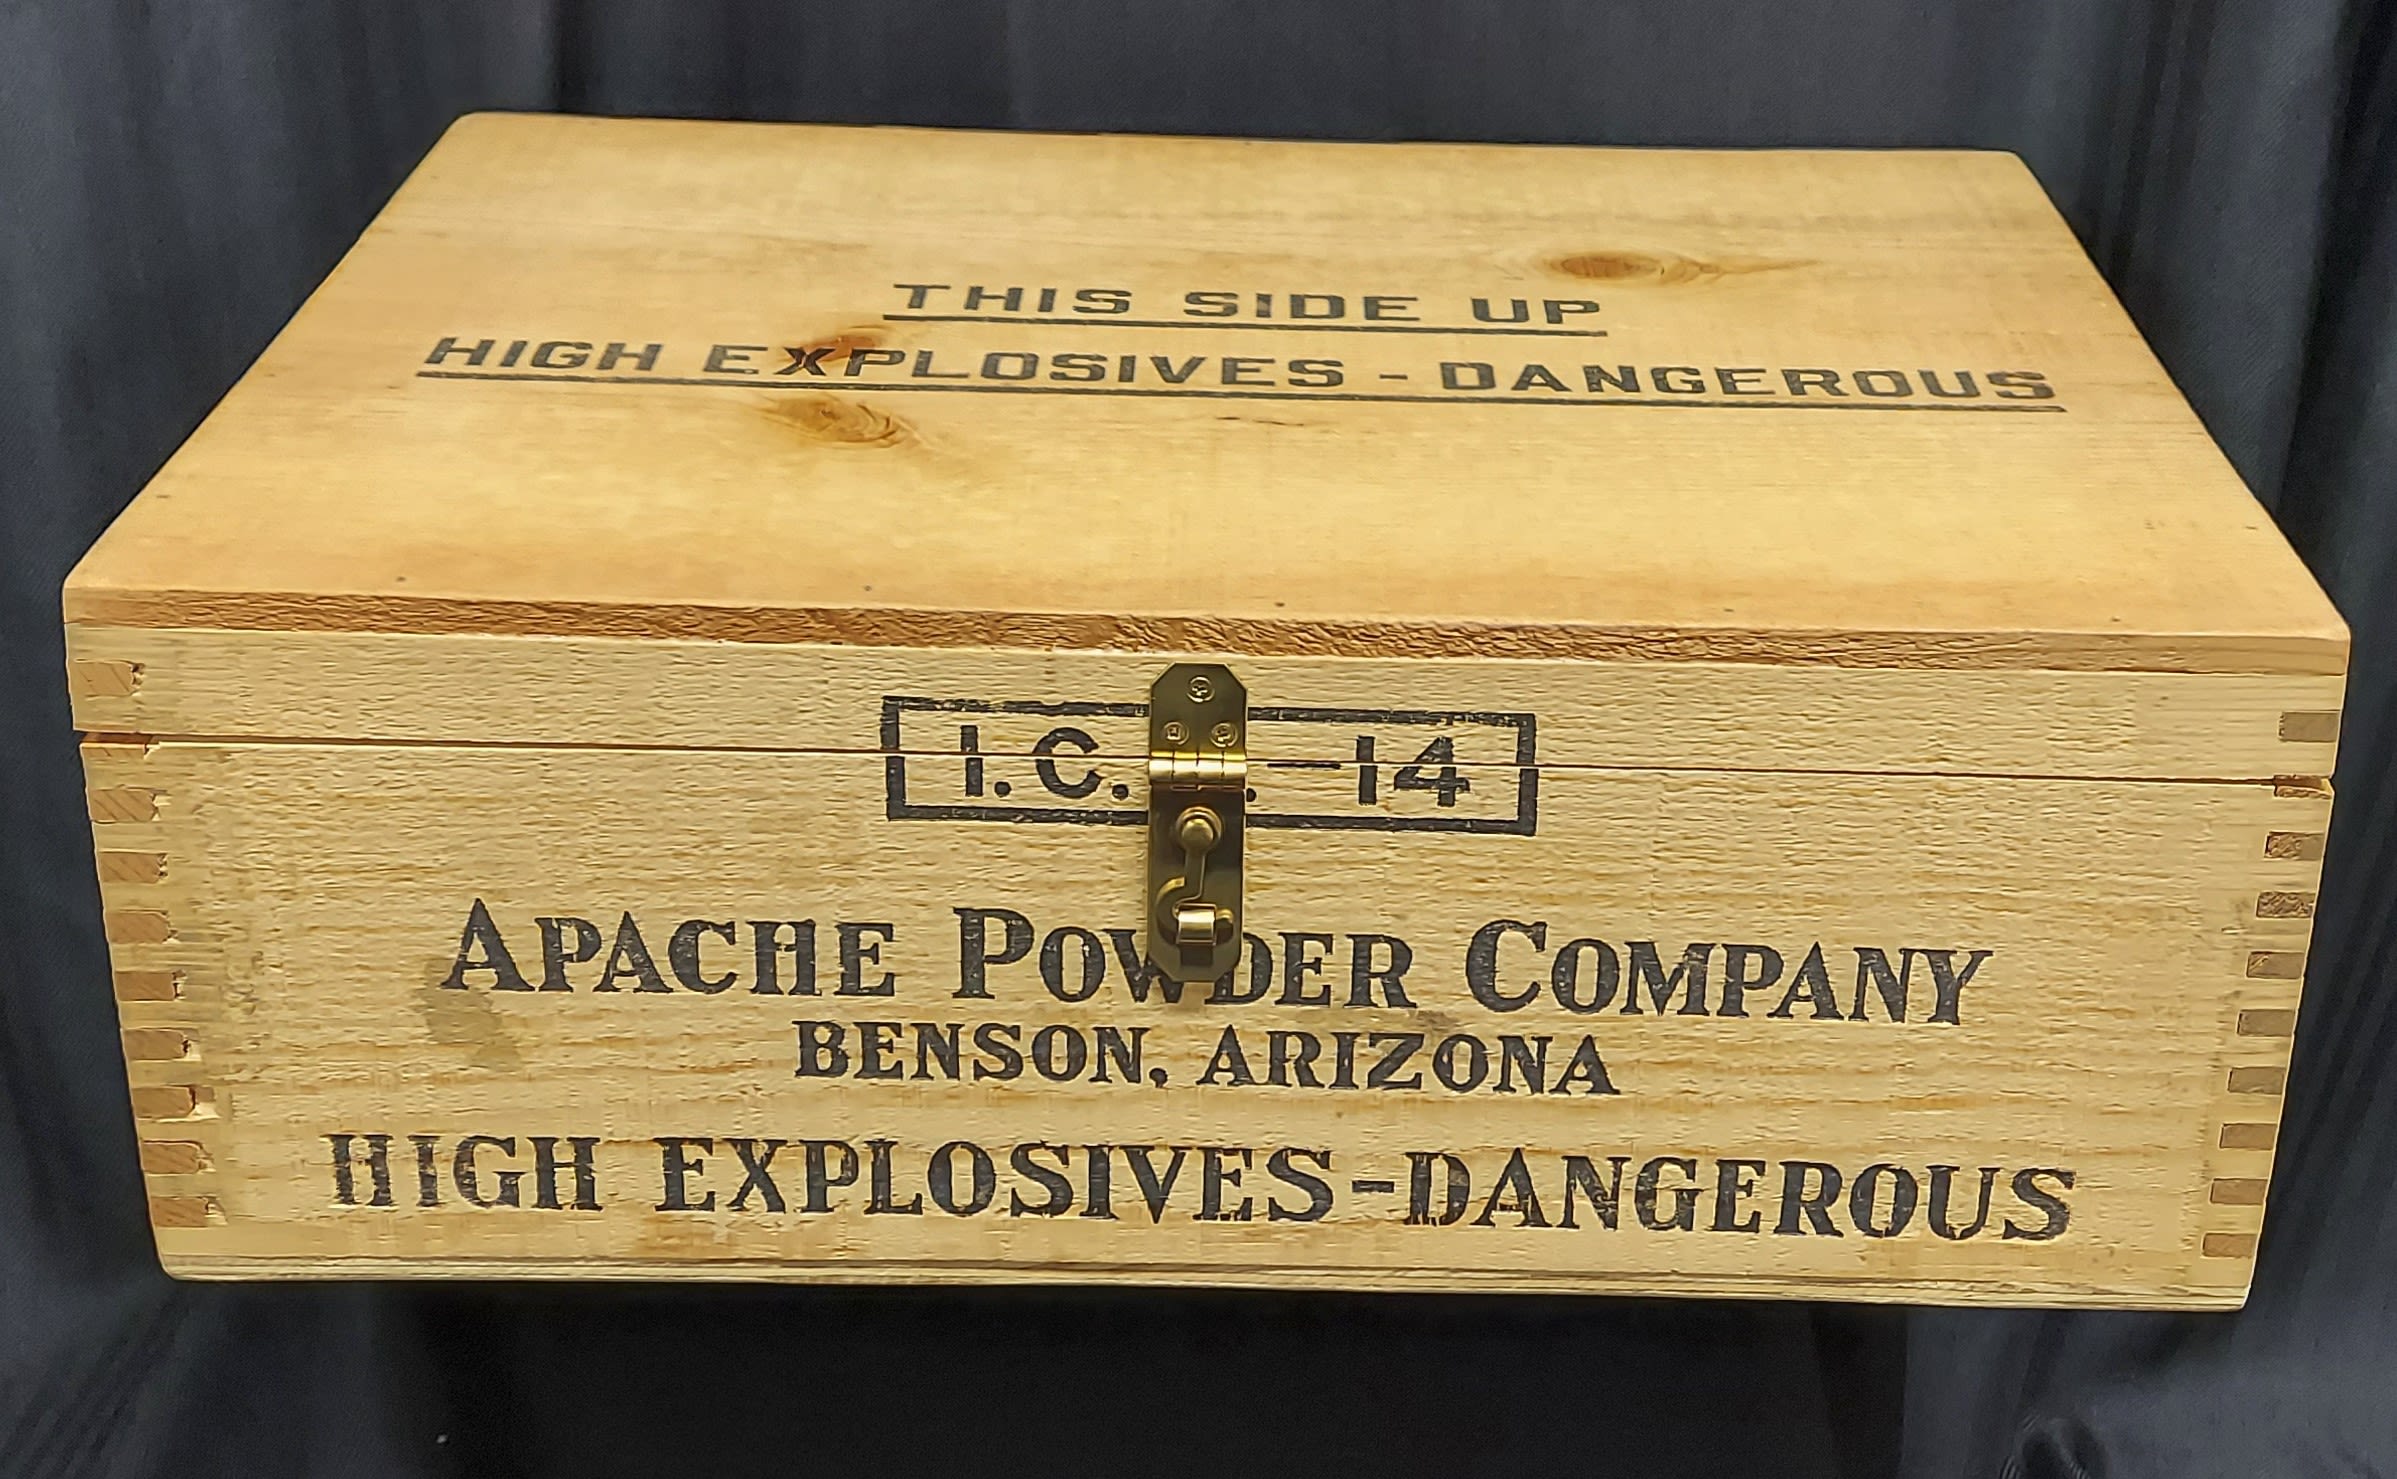 THIS SIDE UP
HIGH EXPLOSIVES - DANGEROUS
I.C. . -14
APACHE POWDER COMPANY
BENSON, ARIZONA
HIGH EXPLOSIVES-DANGEROUS